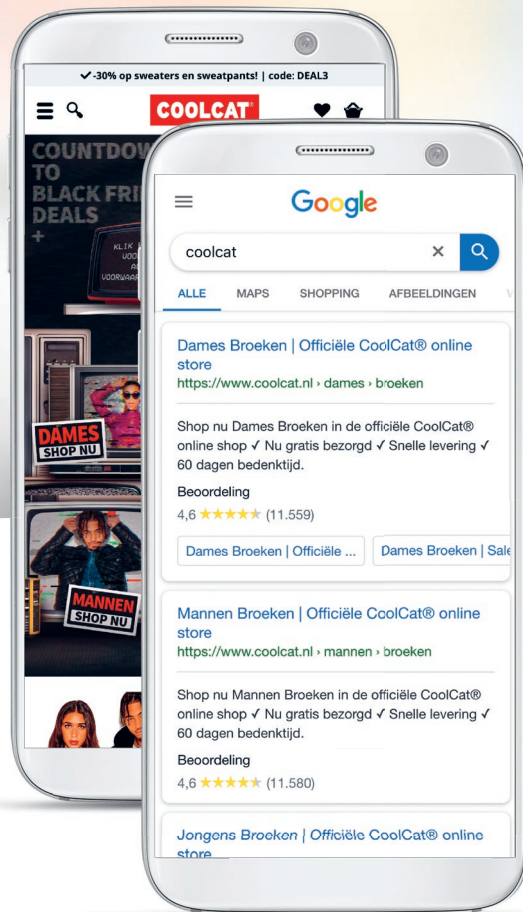 ✓-30% op sweaters en sweatpants! | code: DEAL3
COOLCAT®
COUNTDOW
TO
BLACK FRI
DEALS
+
KLIK
VOO
VOORWAAR
DAMES
SHOP NU
MANNEN
SHOP NU
Google
coolcat
ALLE MAPS SHOPPING AFBEELDINGEN V
Dames Broeken | Officiële CoolCat® online
store
https://www.coolcat.nl › dames › broeken
Shop nu Dames Broeken in de officiële CoolCat®
online shop ✓ Nu gratis bezorgd ✓ Snelle levering ✓
60 dagen bedenktijd.
Beoordeling
4,6 ★★★★★ (11.559)
Dames Broeken | Officiële ... Dames Broeken | Sale
Mannen Broeken | Officiële CoolCat® online
store
https://www.coolcat.nl › mannen › broeken
Shop nu Mannen Broeken in de officiële CoolCat®
online shop ✓ Nu gratis bezorgd ✓ Snelle levering ✓
60 dagen bedenktijd.
Beoordeling
4,6 ★★★★★ (11.580)
Jongens Broeken | Officiële CoolCat® online
store